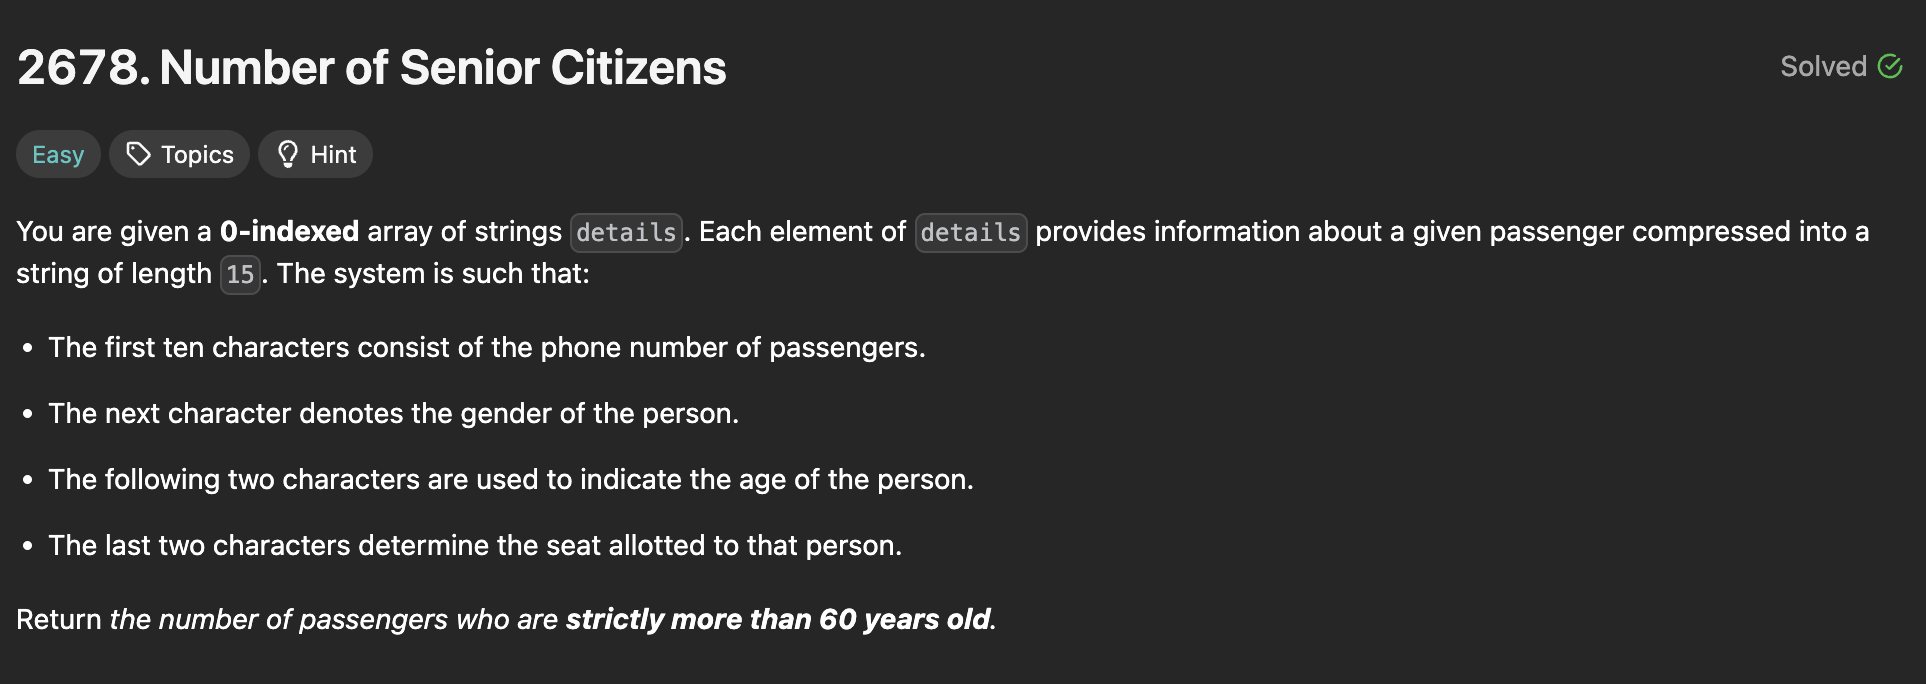 2678. Number of Senior Citizens
Solved
Easy
Topics
Hint
You are given a 0-indexed array of strings details. Each element of details provides information about a given passenger compressed into a
string of length 15. The system is such that:
• The first ten characters consist of the phone number of passengers.
• The next character denotes the gender of the person.
• The following two characters are used to indicate the age of the person.
• The last two characters determine the seat allotted to that person.
Return the number of passengers who are strictly more than 60 years old.